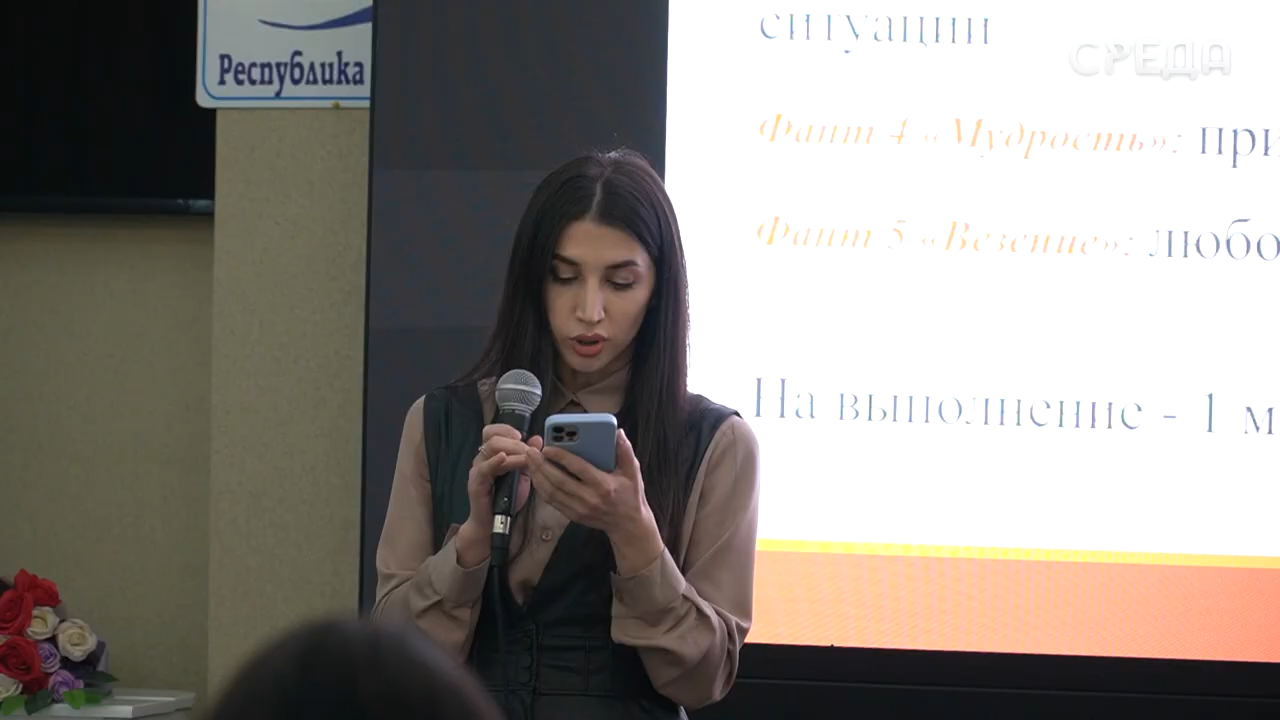 Республика
СРЕДА
ситуации
Фант 4 «Мудрость»: при
Фант 5 «Везение»: любо
На выполнение - 1 м